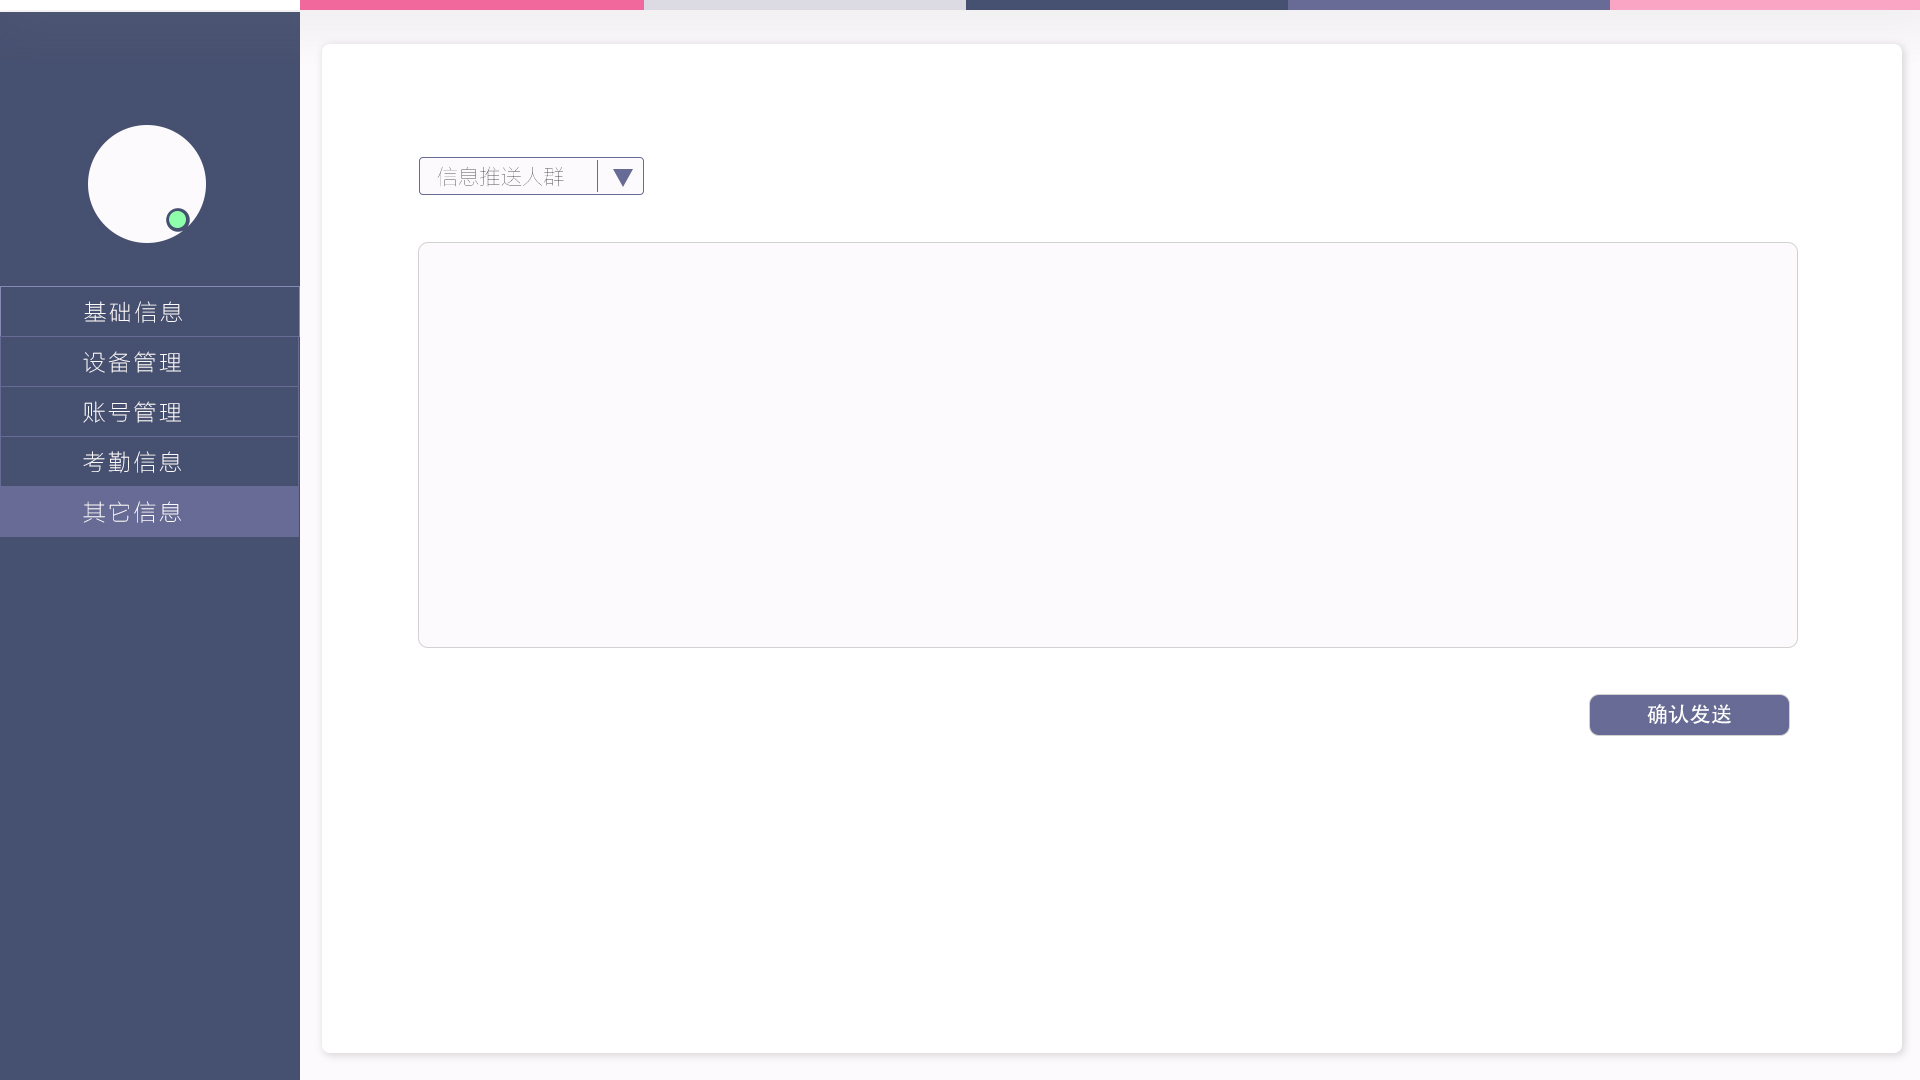 信息推送人群
基础信息
设备管理
账号管理
考勤信息
其它信息
确认发送